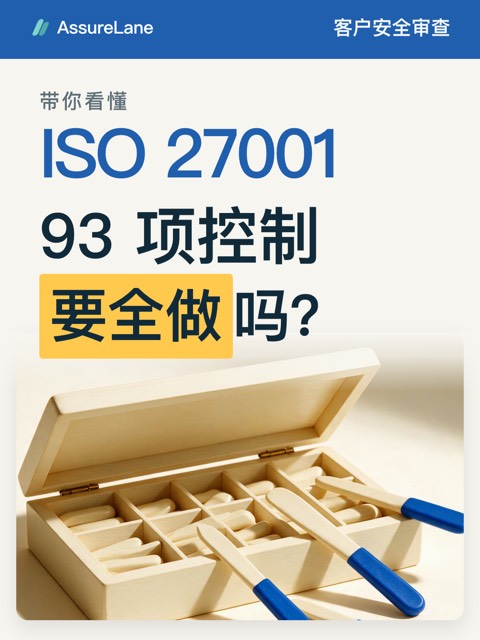 AssureLane
客户安全审查
带你看懂
ISO 27001
93 项控制
要全做吗?